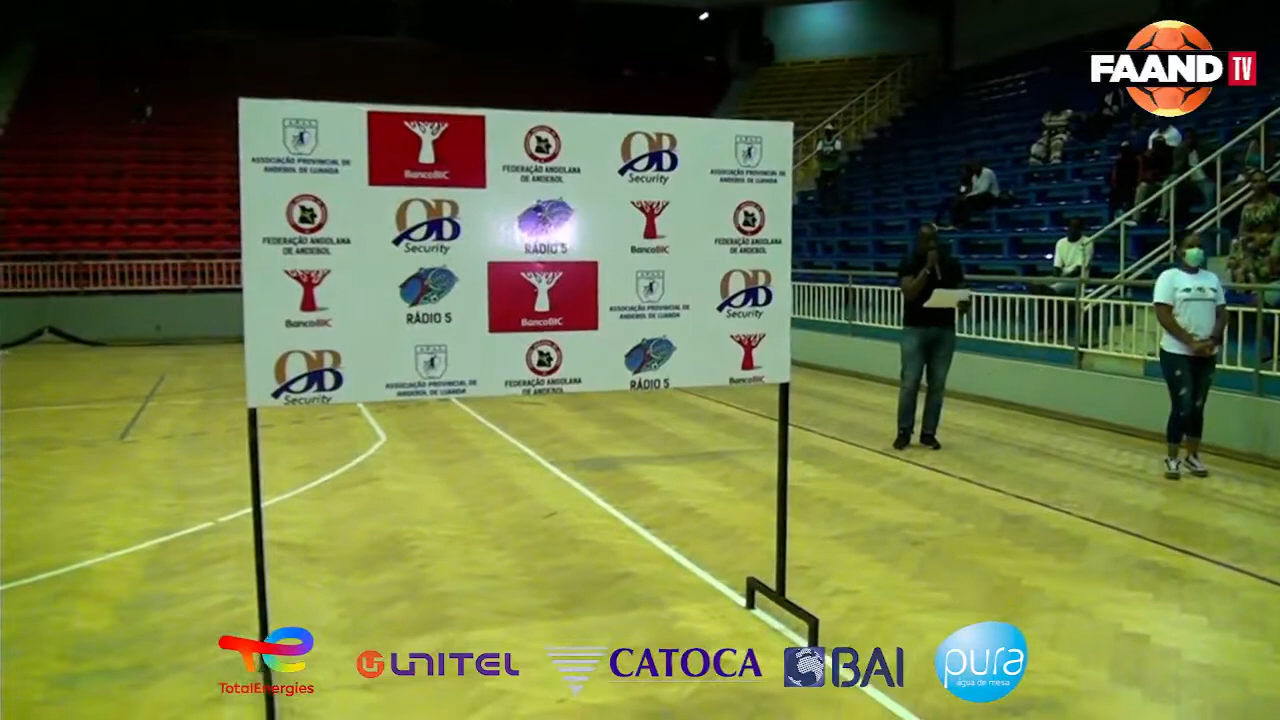 FAAND TV
APAL
ASSOCIAÇÃO PROVINCIAL DE
ANDEBOL DE LUANDA
BancoBIC
FEDERAÇÃO ANGOLANA
DE ANDEBOL
OB
Security
ASSOCIAÇÃO PROVINCIAL DE
ANDEBOL DE LUANDA
FEDERAÇÃO ANGOLANA
DE ANDEBOL
OB
Security
RÁDIO 5
BancoBIC
FEDERAÇÃO ANGOLANA
DE ANDEBOL
BancoBIC
RÁDIO 5
BancoBIC
ASSOCIAÇÃO PROVINCIAL DE
ANDEBOL DE LUANDA
OB
Security
OB
Security
ASSOCIAÇÃO PROVINCIAL DE
ANDEBOL DE LUANDA
FEDERAÇÃO ANGOLANA
DE ANDEBOL
RÁDIO 5
BancoBIC
TotalEnergies
UNITEL
CATOCA
BAI
pura
água de mesa